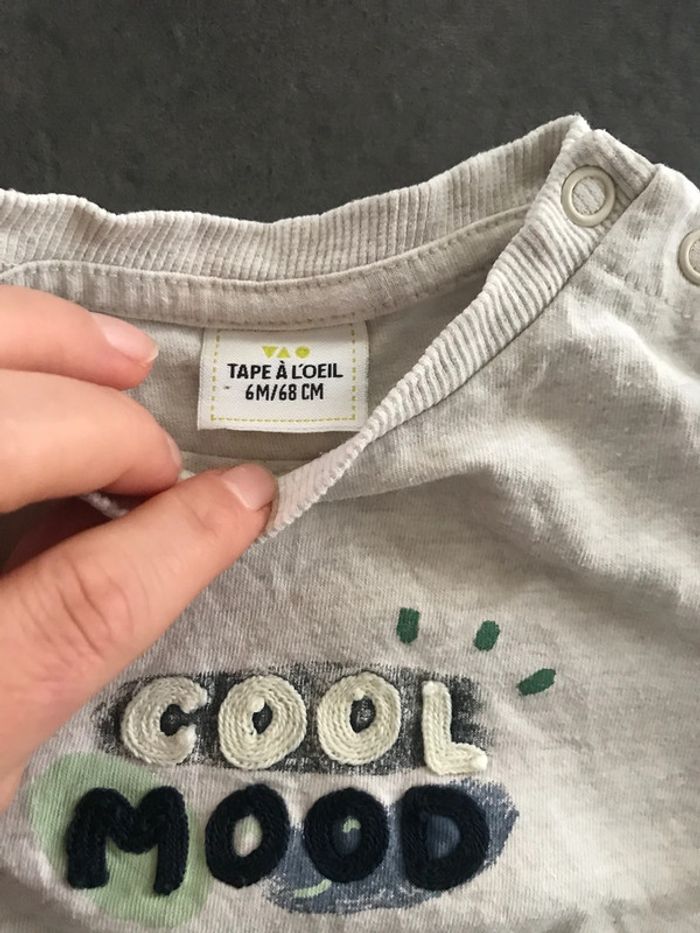 TAPE À L'OEIL
6M/68 CM
COOL
MOOD